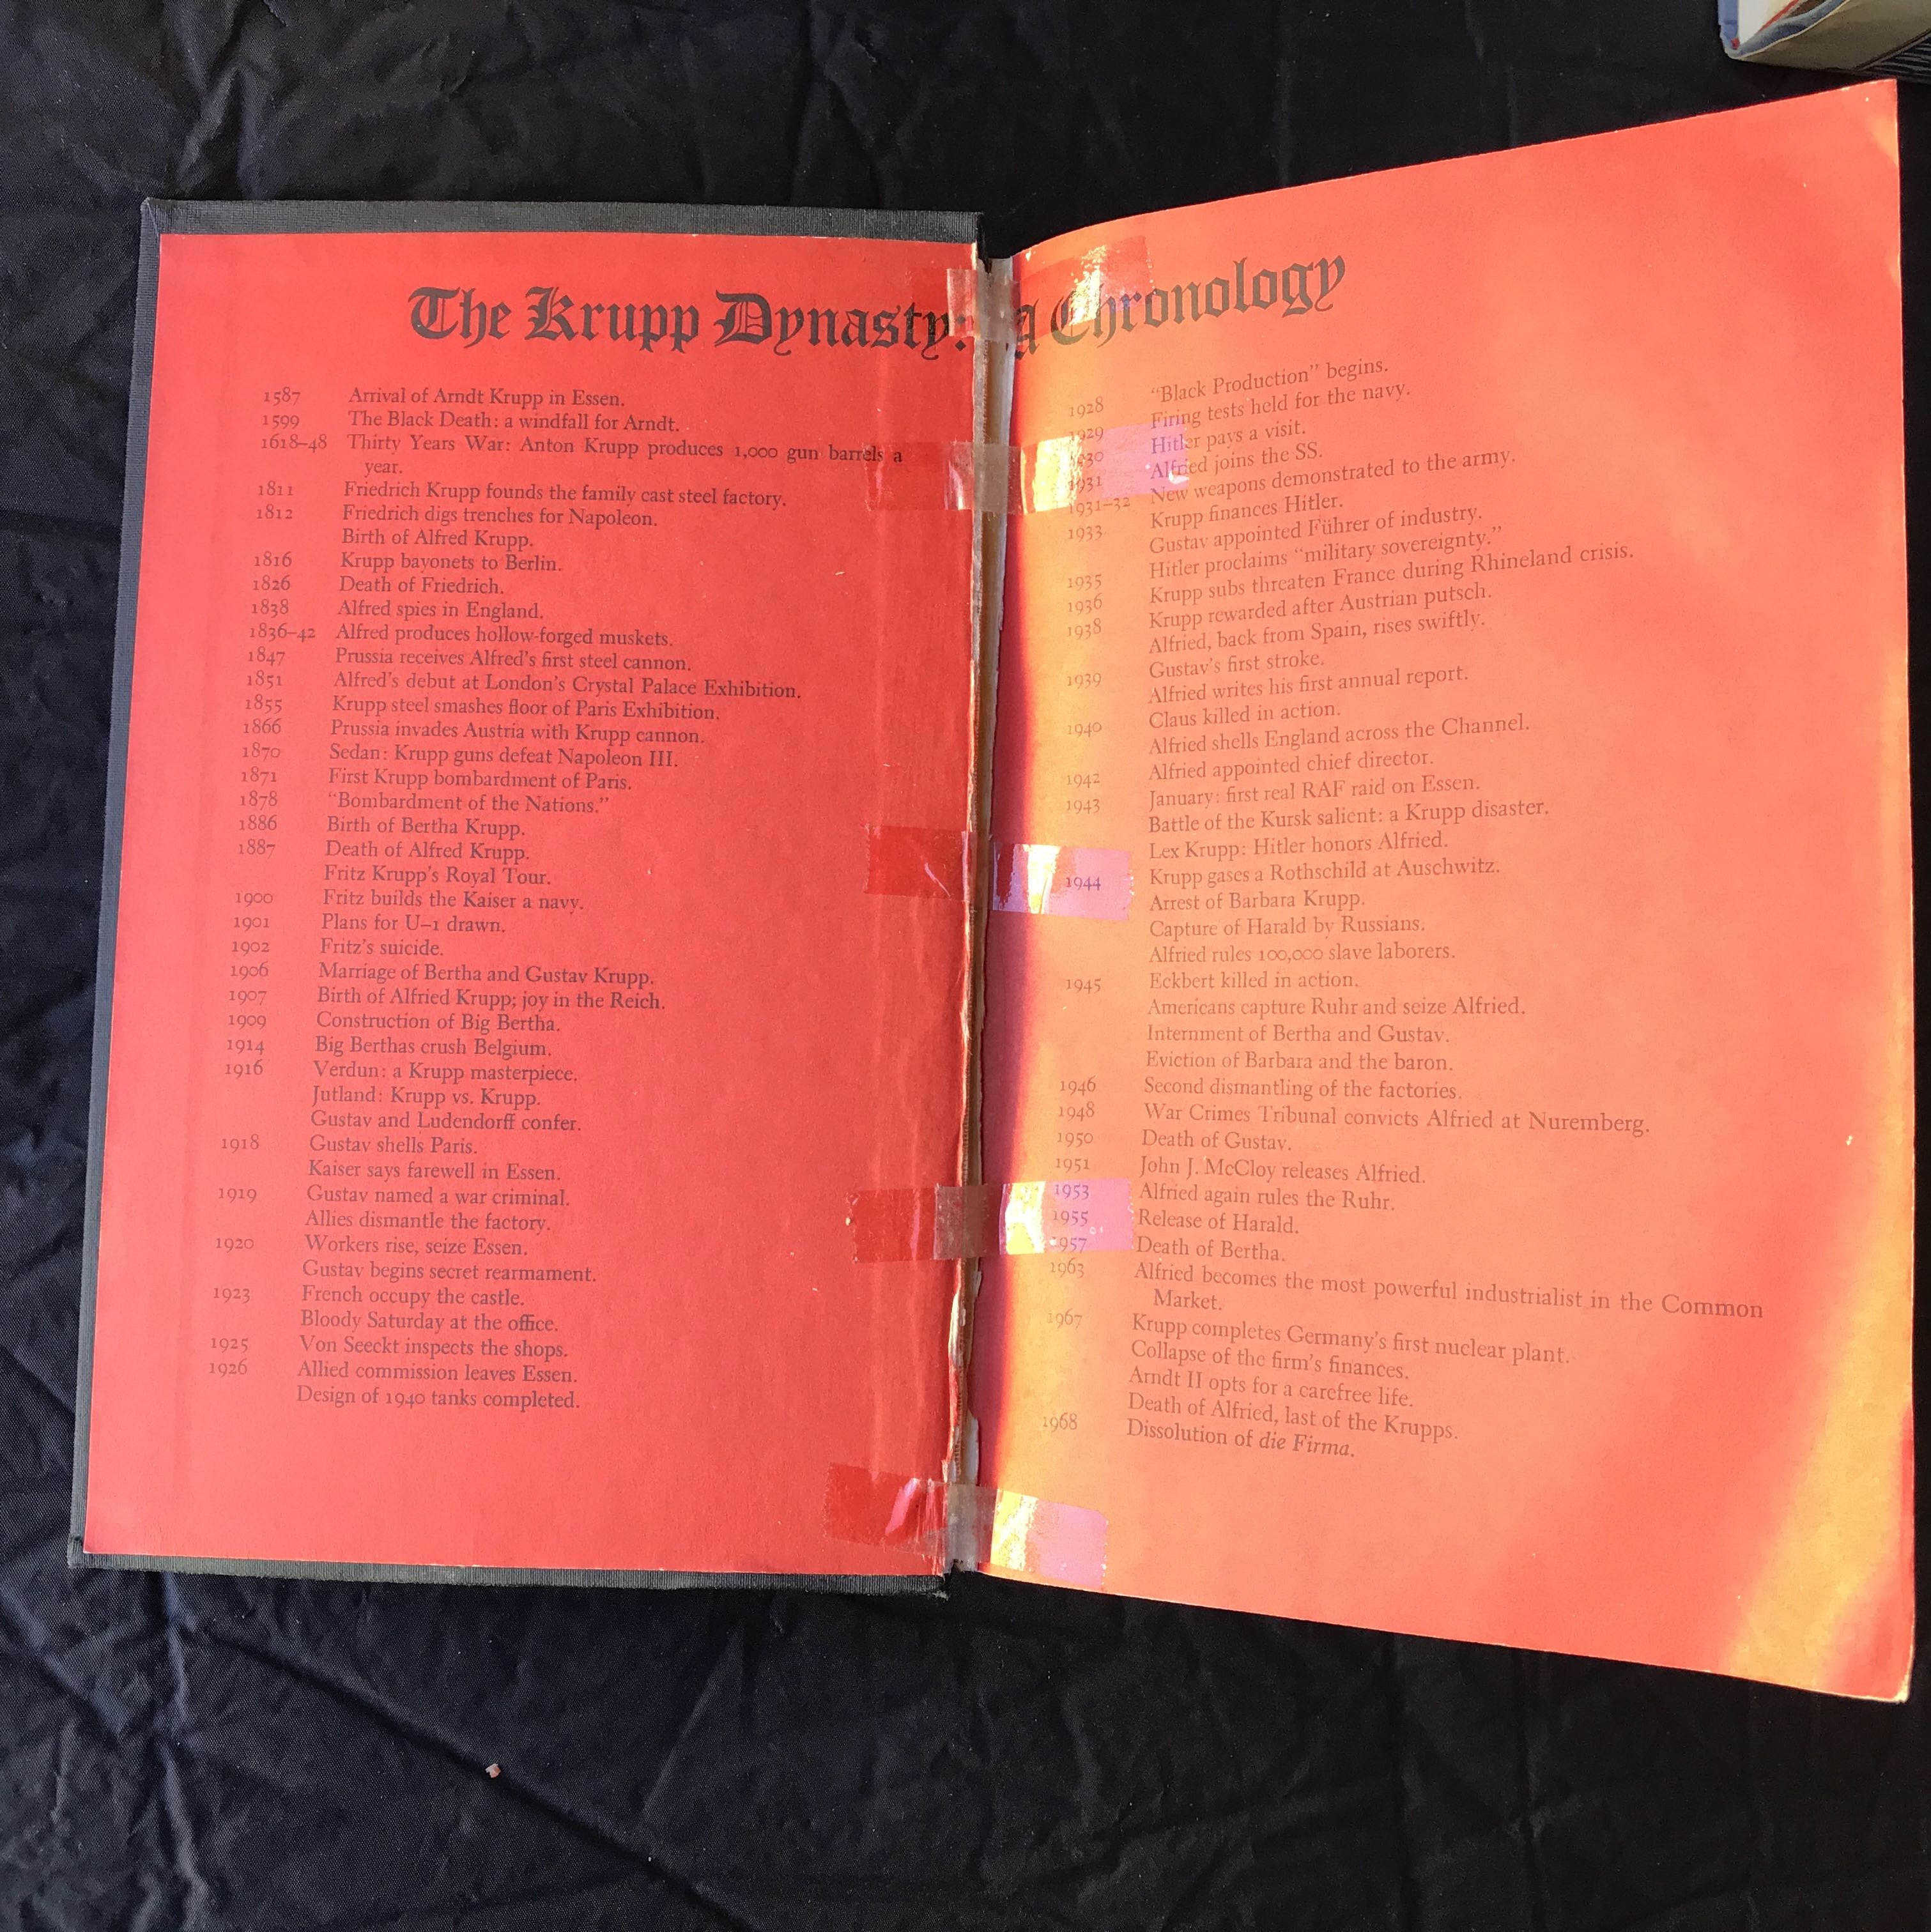 The Krupp Dynasty: a Chronology
1587 Arrival of Arndt Krupp in Essen.
1599 The Black Death: a windfall for Arndt.
1618–48 Thirty Years War: Anton Krupp produces 1,000 gun barrels a
year.
1811 Friedrich Krupp founds the family cast steel factory.
1812 Friedrich digs trenches for Napoleon.
Birth of Alfred Krupp.
1816 Krupp bayonets to Berlin.
1826 Death of Friedrich.
1838 Alfred spies in England.
1836–42 Alfred produces hollow-forged muskets.
1847 Prussia receives Alfred's first steel cannon.
1851 Alfred's debut at London's Crystal Palace Exhibition.
1855 Krupp steel smashes floor of Paris Exhibition.
1866 Prussia invades Austria with Krupp cannon.
1870 Sedan: Krupp guns defeat Napoleon III.
1871 First Krupp bombardment of Paris.
1878 "Bombardment of the Nations."
1886 Birth of Bertha Krupp.
1887 Death of Alfred Krupp.
Fritz Krupp's Royal Tour.
1900 Fritz builds the Kaiser a navy.
1901 Plans for U–1 drawn.
1902 Fritz's suicide.
1906 Marriage of Bertha and Gustav Krupp.
1907 Birth of Alfried Krupp; joy in the Reich.
1909 Construction of Big Bertha.
1914 Big Berthas crush Belgium.
1916 Verdun: a Krupp masterpiece.
Jutland: Krupp vs. Krupp.
Gustav and Ludendorff confer.
1918 Gustav shells Paris.
Kaiser says farewell in Essen.
1919 Gustav named a war criminal.
Allies dismantle the factory.
1920 Workers rise, seize Essen.
Gustav begins secret rearmament.
1923 French occupy the castle.
Bloody Saturday at the office.
1925 Von Seeckt inspects the shops.
1926 Allied commission leaves Essen.
Design of 1940 tanks completed.
1928 "Black Production" begins.
1929 Firing tests held for the navy.
1930 Hitler pays a visit.
1931 Alfried joins the SS.
1931–32 New weapons demonstrated to the army.
1933 Krupp finances Hitler.
Gustav appointed Führer of industry.
1935 Hitler proclaims "military sovereignty."
1936 Krupp subs threaten France during Rhineland crisis.
1938 Krupp rewarded after Austrian putsch.
Alfried, back from Spain, rises swiftly.
1939 Gustav's first stroke.
Alfried writes his first annual report.
1940 Claus killed in action.
Alfried shells England across the Channel.
1942 Alfried appointed chief director.
1943 January: first real RAF raid on Essen.
Battle of the Kursk salient: a Krupp disaster.
Lex Krupp: Hitler honors Alfried.
1944 Krupp gases a Rothschild at Auschwitz.
Arrest of Barbara Krupp.
Capture of Harald by Russians.
Alfried rules 100,000 slave laborers.
1945 Eckbert killed in action.
Americans capture Ruhr and seize Alfried.
Internment of Bertha and Gustav.
Eviction of Barbara and the baron.
1946 Second dismantling of the factories.
1948 War Crimes Tribunal convicts Alfried at Nuremberg.
1950 Death of Gustav.
1951 John J. McCloy releases Alfried.
1953 Alfried again rules the Ruhr.
1955 Release of Harald.
1957 Death of Bertha.
1963 Alfried becomes the most powerful industrialist in the Common
Market.
1967 Krupp completes Germany's first nuclear plant.
Collapse of the firm's finances.
Arndt II opts for a carefree life.
Death of Alfried, last of the Krupps.
1968 Dissolution of die Firma.